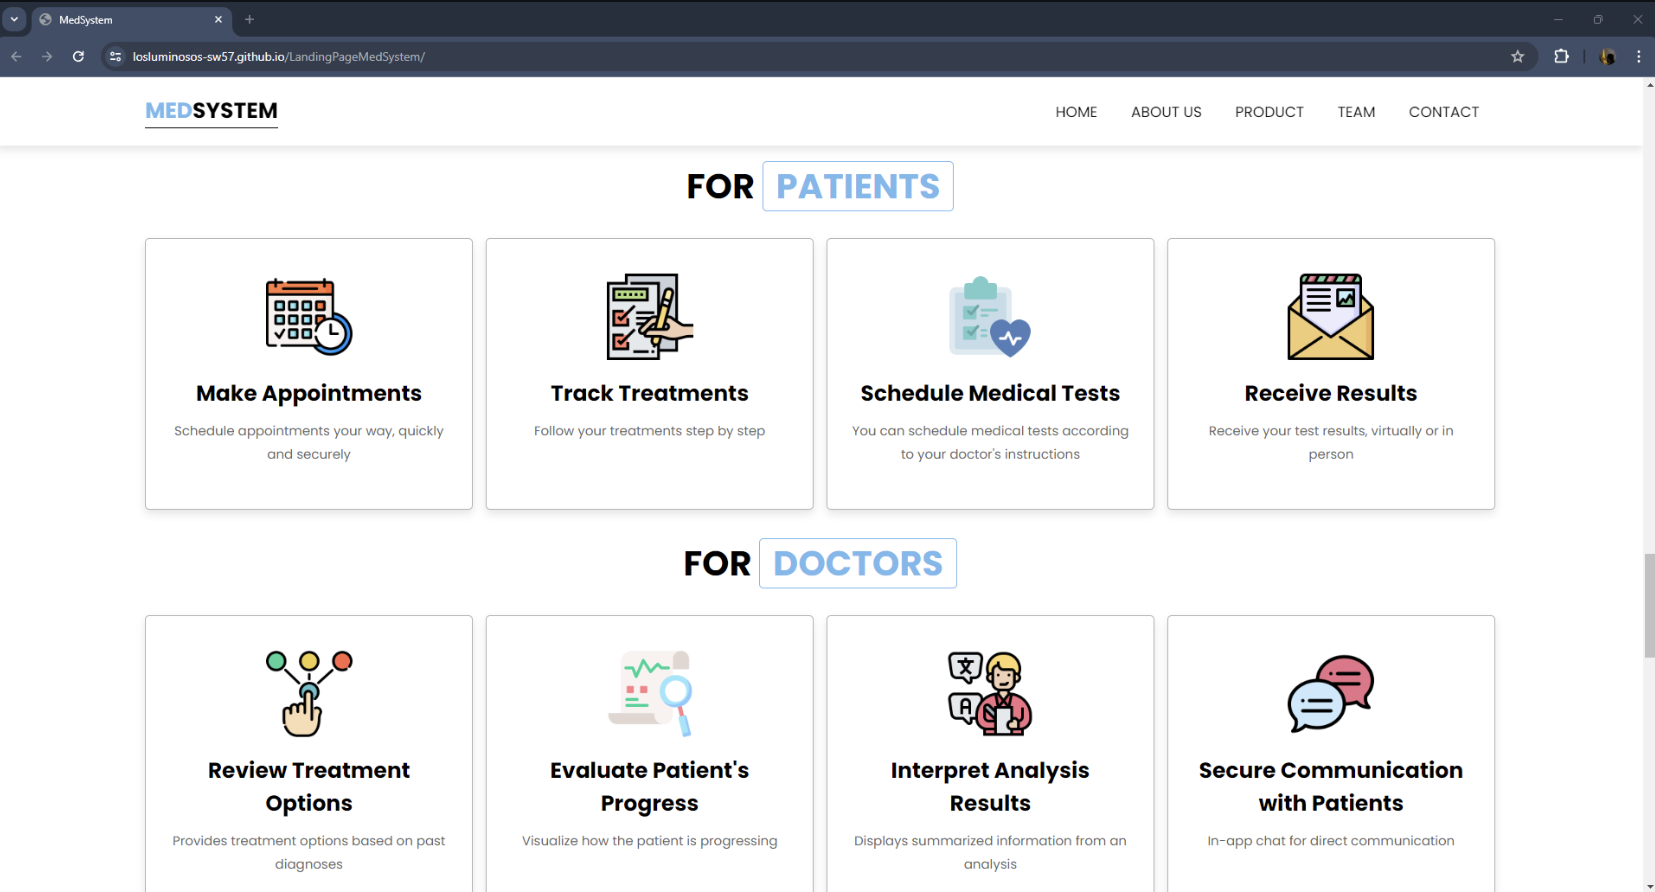 MedSystem
losluminosos-sw57.github.io/LandingPageMedSystem/
MEDSYSTEM
HOME
ABOUT US
PRODUCT
TEAM
CONTACT
FOR PATIENTS
Make Appointments
Schedule appointments your way, quickly
and securely
Track Treatments
Follow your treatments step by step
Schedule Medical Tests
You can schedule medical tests according
to your doctor's instructions
Receive Results
Receive your test results, virtually or in
person
FOR DOCTORS
Review Treatment
Options
Provides treatment options based on past
diagnoses
Evaluate Patient's
Progress
Visualize how the patient is progressing
文
A
Interpret Analysis
Results
Displays summarized information from an
analysis
Secure Communication
with Patients
In-app chat for direct communication